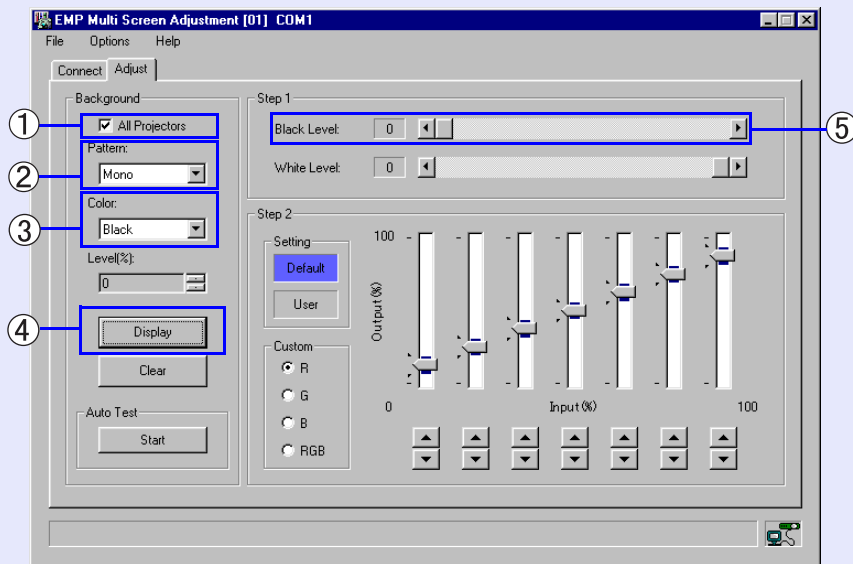 EMP Multi Screen Adjustment [01] COM1
File Options Help
Connect Adjust
Background
① All Projectors
Pattern:
② Mono
Color:
③ Black
Level(%):
0
④ Display
Clear
Auto Test
Start
Step 1
Black Level: 0 ⑤
White Level: 0
Step 2
Setting
Default
User
Custom
R
G
B
RGB
100
Output(%)
0 Input(%) 100